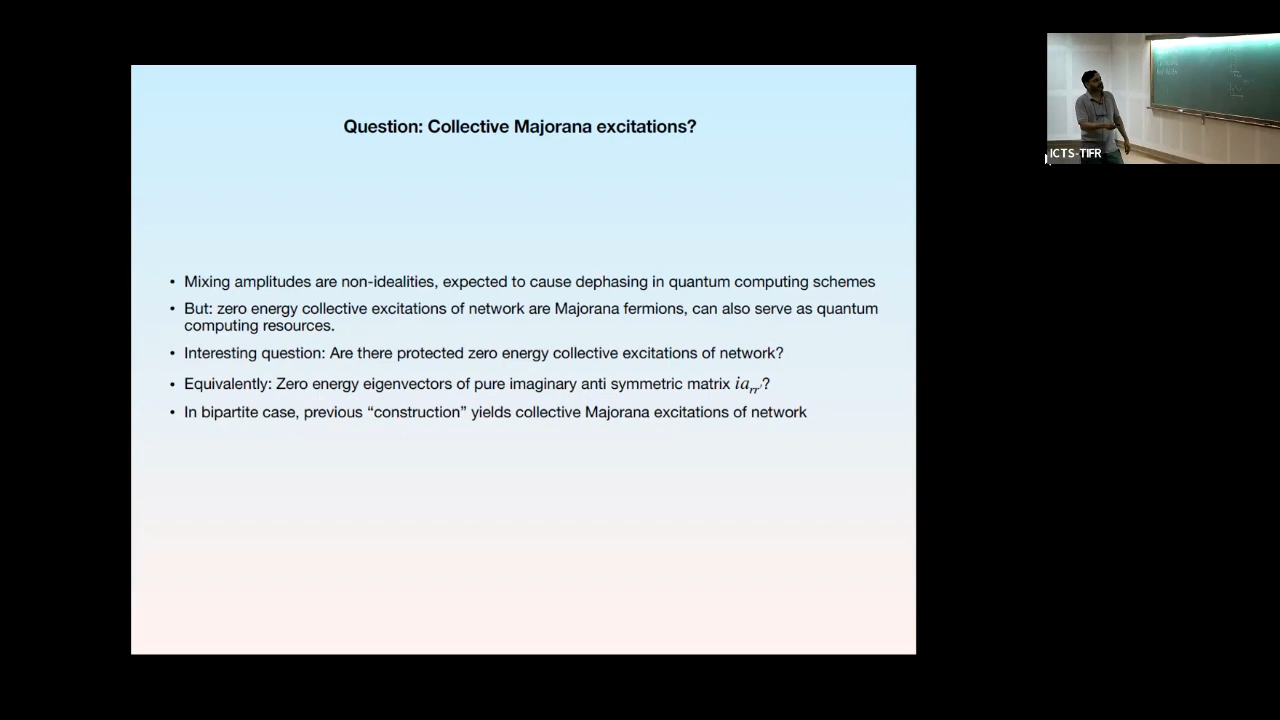 Question: Collective Majorana excitations?
• Mixing amplitudes are non-idealities, expected to cause dephasing in quantum computing schemes
• But: zero energy collective excitations of network are Majorana fermions, can also serve as quantum
computing resources.
• Interesting question: Are there protected zero energy collective excitations of network?
• Equivalently: Zero energy eigenvectors of pure imaginary anti symmetric matrix ia_{rr'}?
• In bipartite case, previous “construction” yields collective Majorana excitations of network
ICTS-TIFR